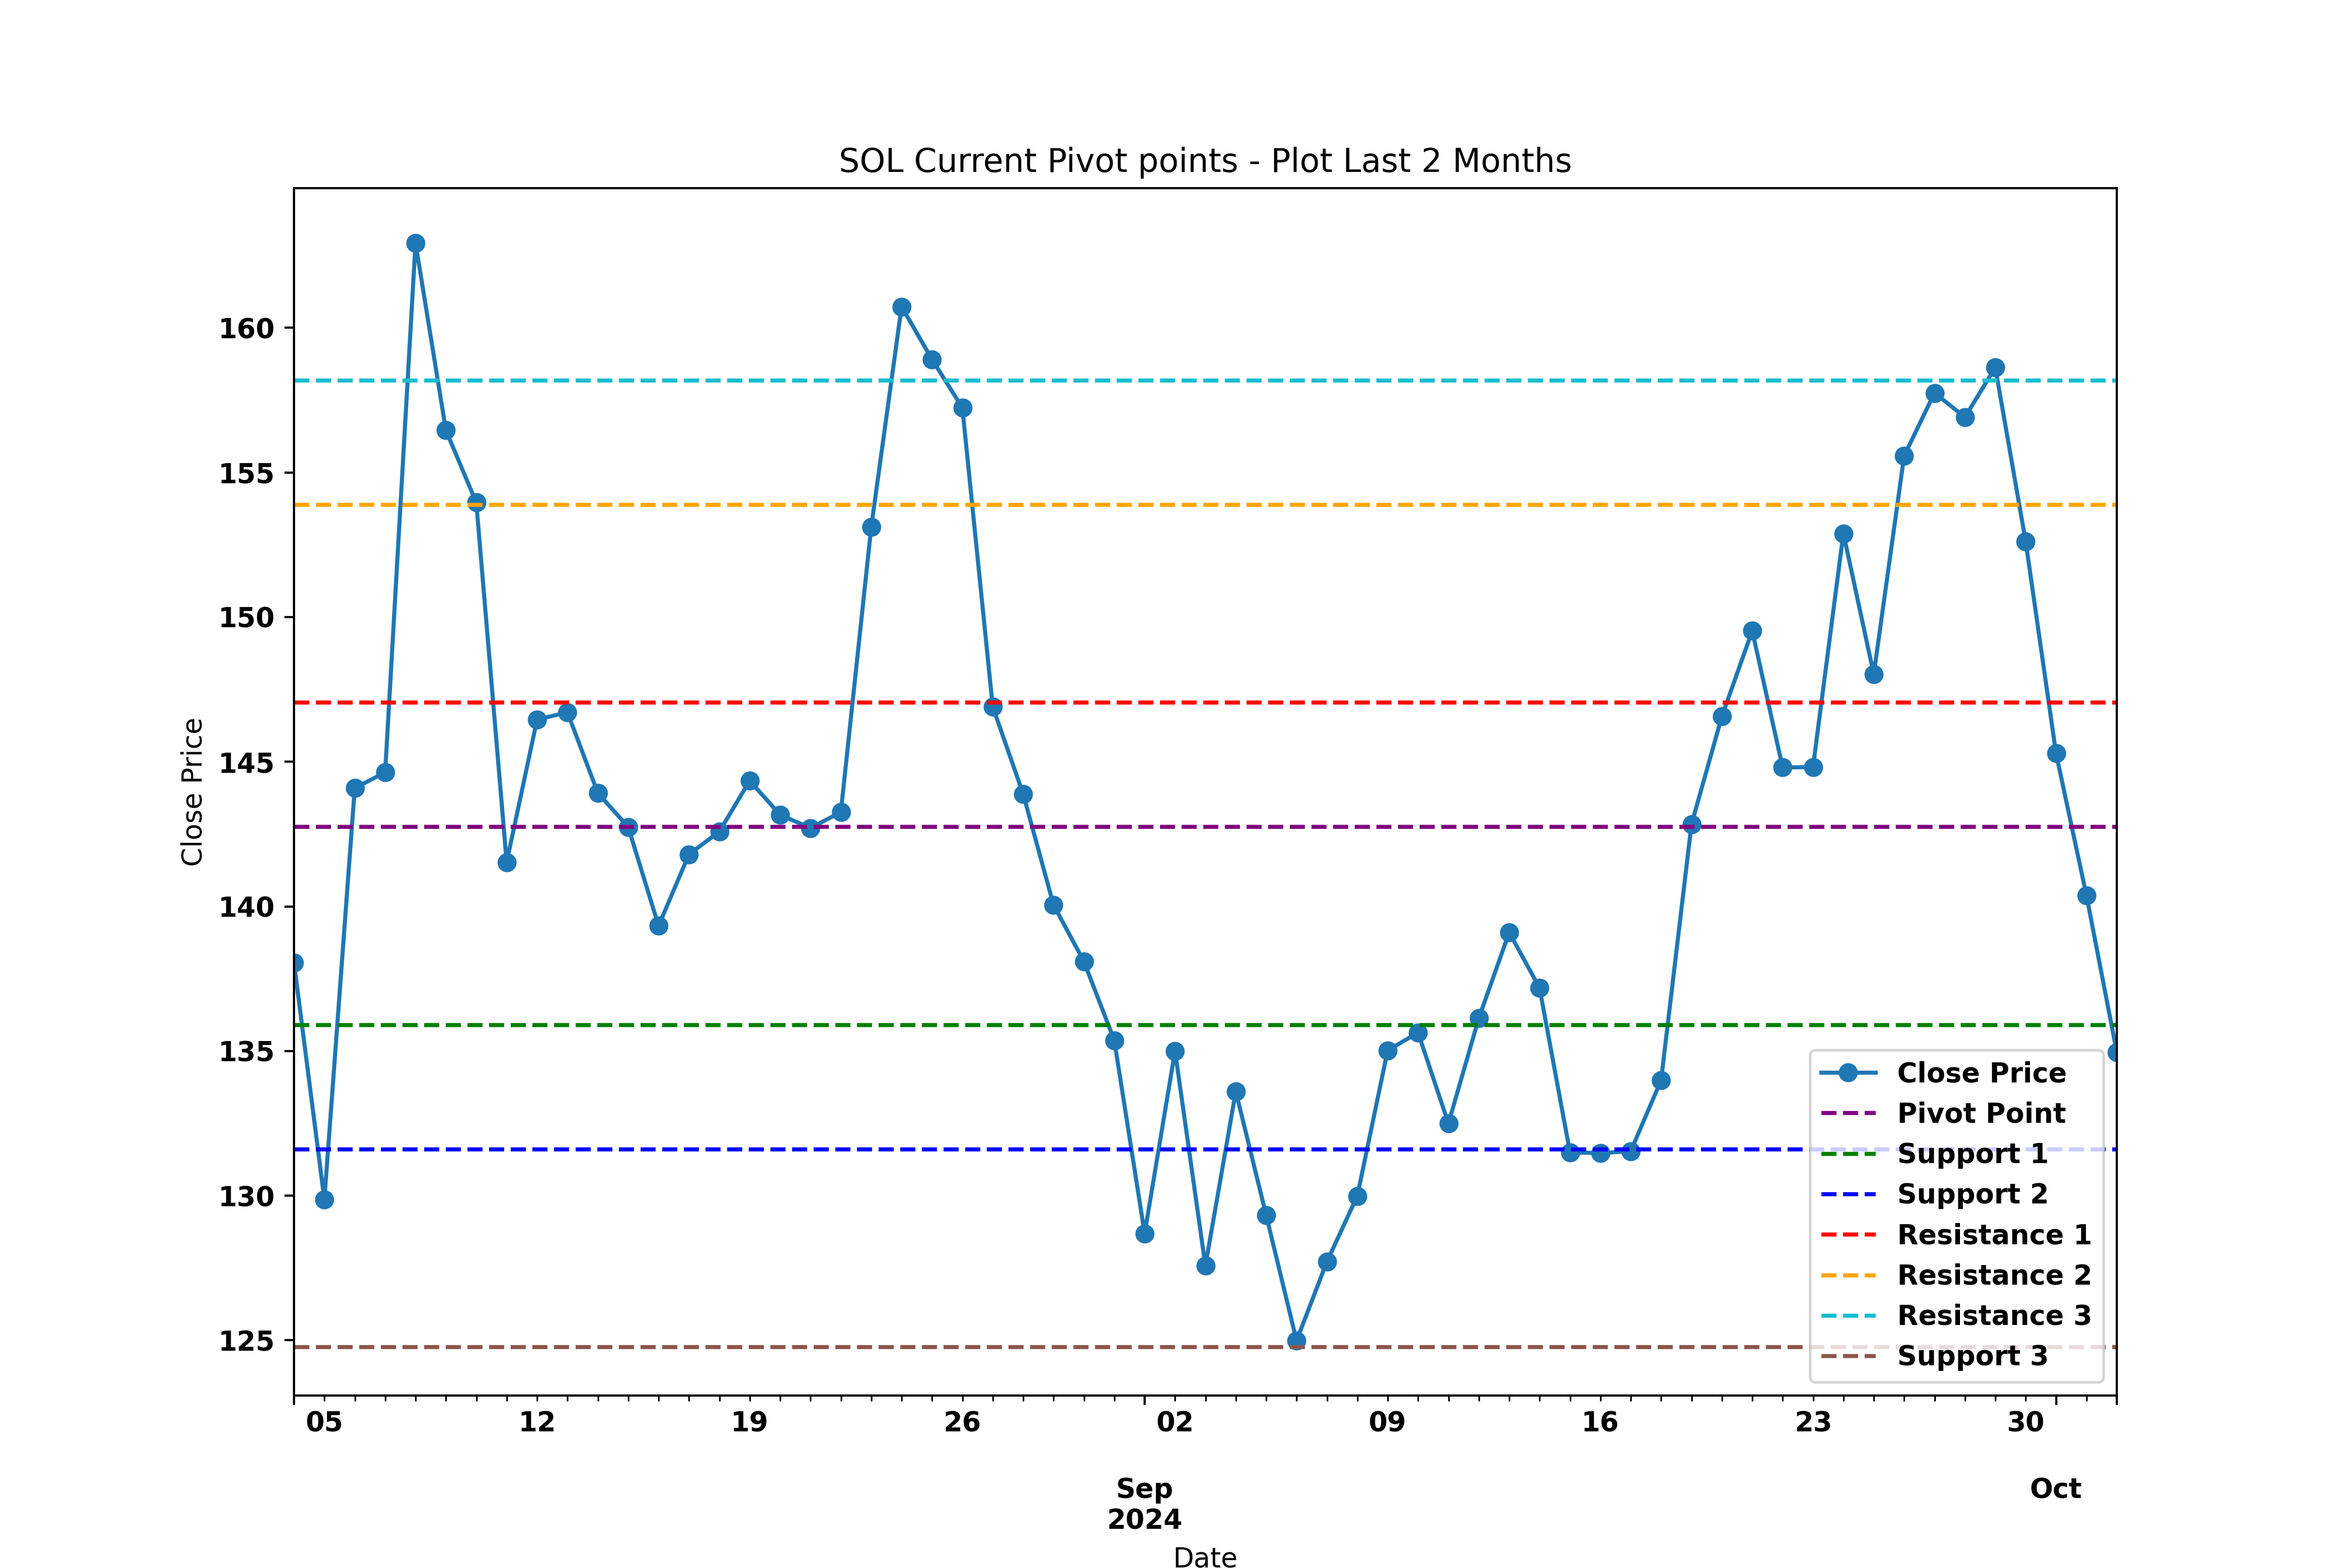 SOL Current Pivot points - Plot Last 2 Months
160
155
150
145
140
135
130
125
Close Price
Close Price
Pivot Point
Support 1
Support 2
Resistance 1
Resistance 2
Resistance 3
Support 3
05 12 19 26 02 09 16 23 30
Sep Oct
2024
Date